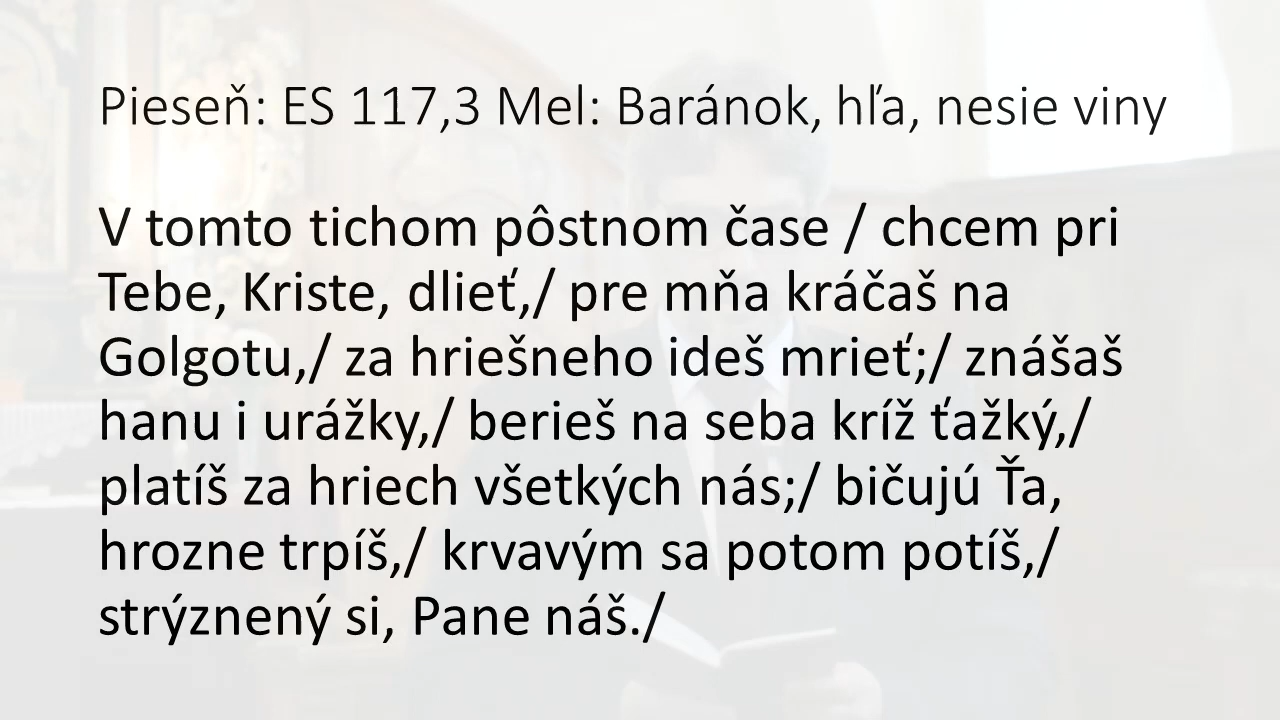 Pieseň: ES 117,3 Mel: Baránok, hľa, nesie viny
V tomto tichom pôstnom čase / chcem pri
Tebe, Kriste, dlieť,/ pre mňa kráčaš na
Golgotu,/ za hriešneho ideš mrieť;/ znášaš
hanu i urážky,/ berieš na seba kríž ťažký,/
platíš za hriech všetkých nás;/ bičujú Ťa,
hrozne trpíš,/ krvavým sa potom potíš,/
strýznený si, Pane náš./